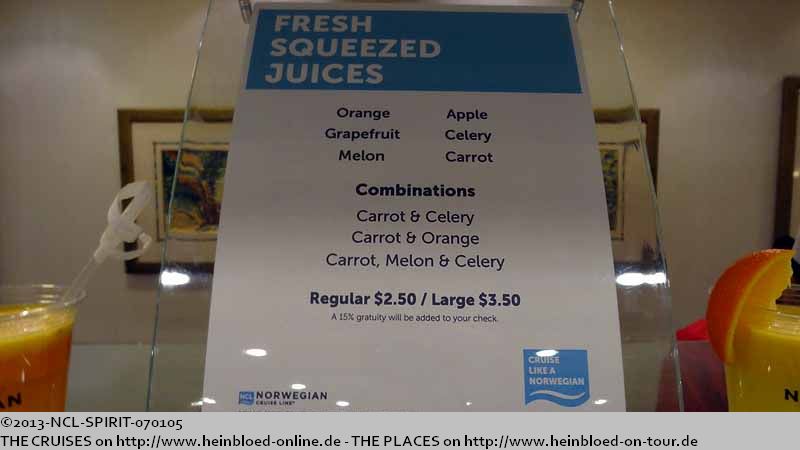 FRESH
SQUEEZED
JUICES
Orange Apple
Grapefruit Celery
Melon Carrot
Combinations
Carrot & Celery
Carrot & Orange
Carrot, Melon & Celery
Regular $2.50 / Large $3.50
A 15% gratuity will be added to your check.
CRUISE
LIKE A
NORWEGIAN
NCL NORWEGIAN
CRUISE LINE®
AN
©2013-NCL-SPIRIT-070105
THE CRUISES on http://www.heinbloed-online.de - THE PLACES on http://www.heinbloed-on-tour.de